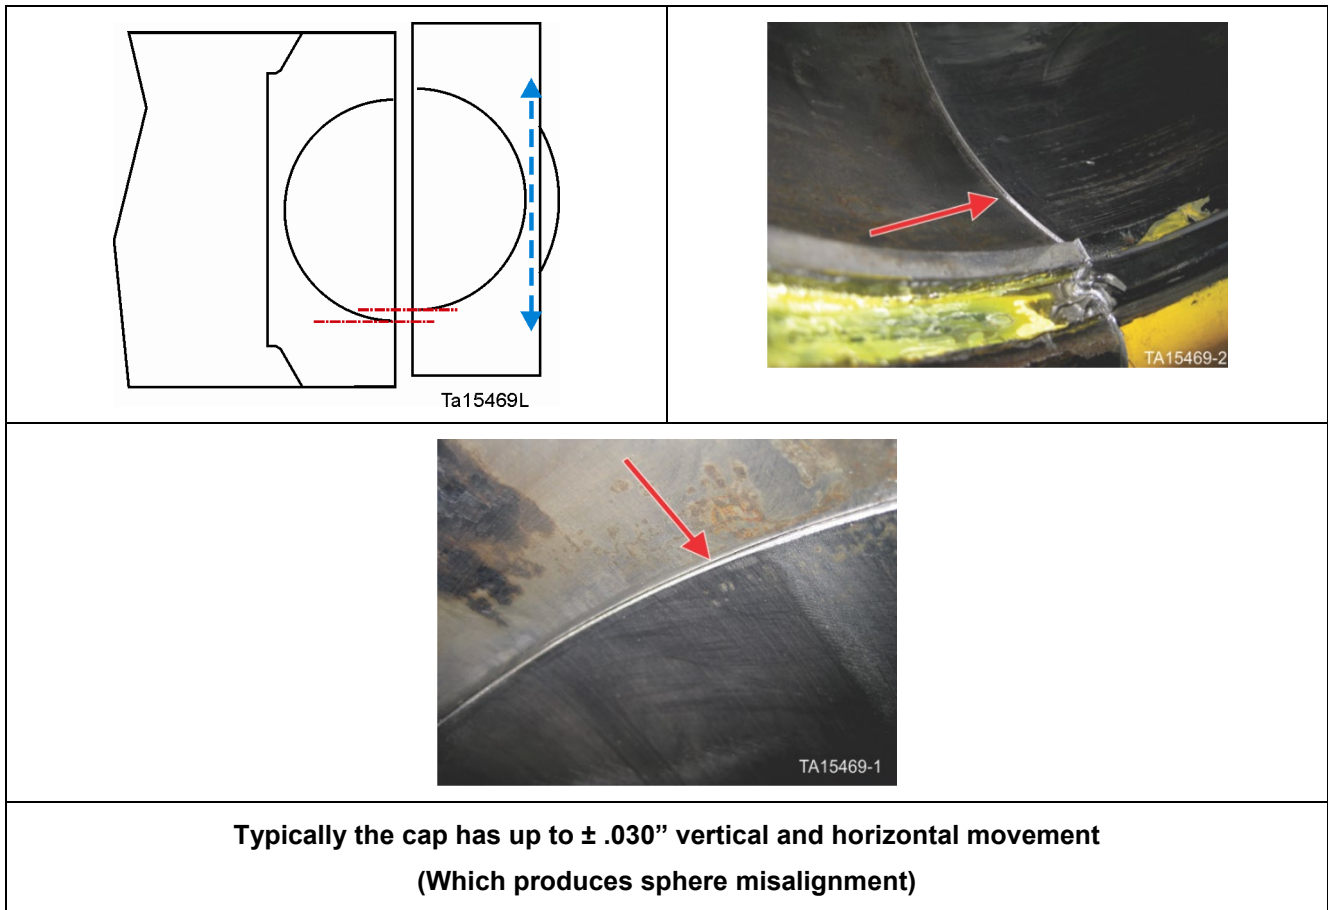 Ta15469L
TA15469-2
TA15469-1
Typically the cap has up to ± .030” vertical and horizontal movement
(Which produces sphere misalignment)